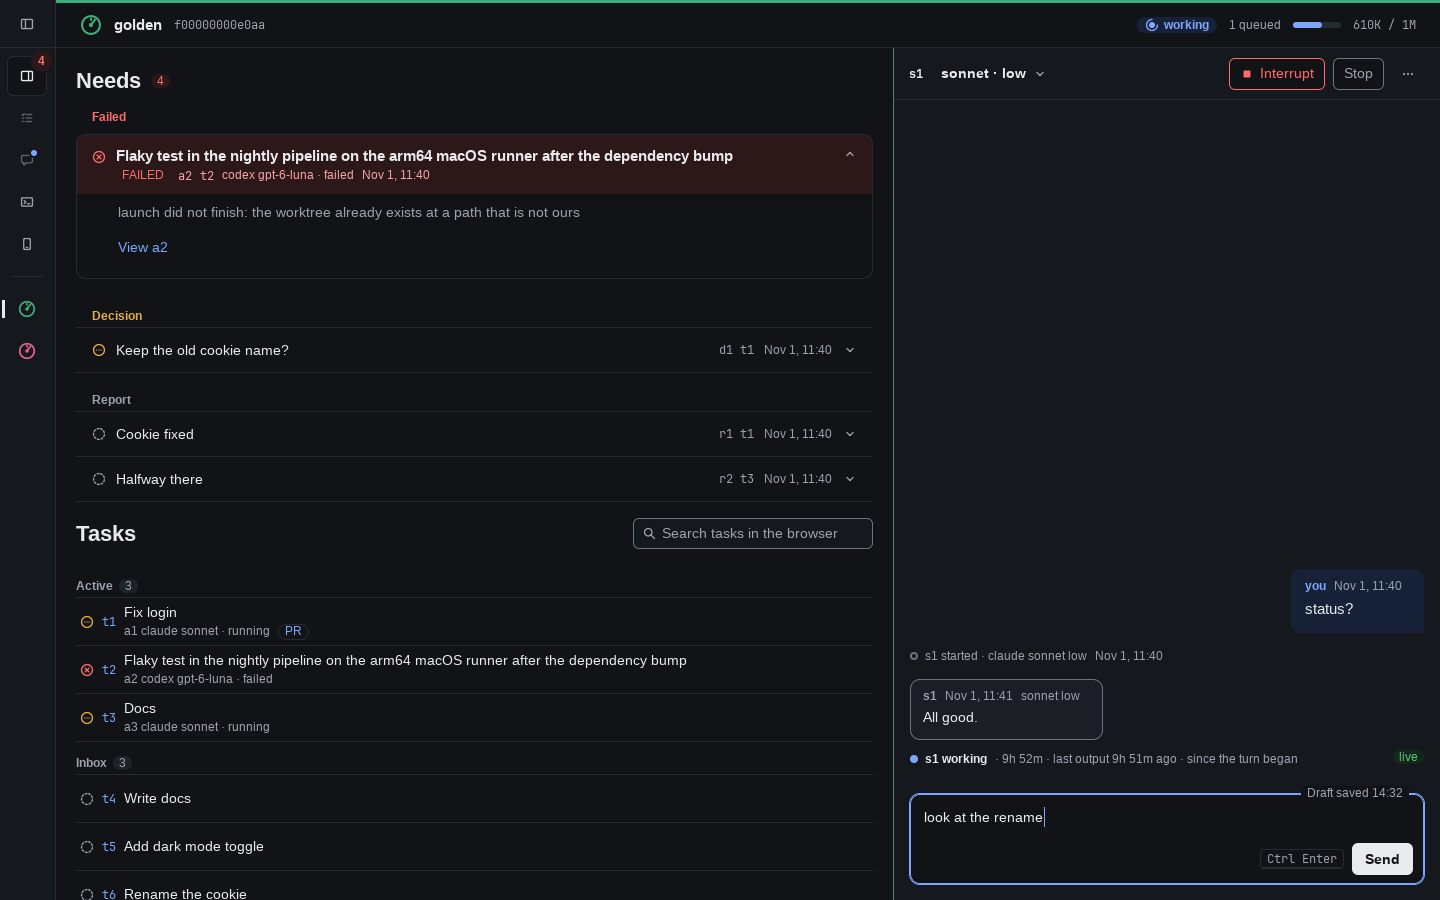 golden f00000000e0aa working 1 queued 610K / 1M
4
Needs 4
Failed
Flaky test in the nightly pipeline on the arm64 macOS runner after the dependency bump
FAILED a2 t2 codex gpt-6-luna · failed Nov 1, 11:40
launch did not finish: the worktree already exists at a path that is not ours
View a2
Decision
Keep the old cookie name? d1 t1 Nov 1, 11:40
Report
Cookie fixed r1 t1 Nov 1, 11:40
Halfway there r2 t3 Nov 1, 11:40
Tasks
Search tasks in the browser
Active 3
t1 Fix login
a1 claude sonnet · running PR
t2 Flaky test in the nightly pipeline on the arm64 macOS runner after the dependency bump
a2 codex gpt-6-luna · failed
t3 Docs
a3 claude sonnet · running
Inbox 3
t4 Write docs
t5 Add dark mode toggle
t6 Rename the cookie
s1 sonnet · low Interrupt Stop
you Nov 1, 11:40
status?
s1 started · claude sonnet low Nov 1, 11:40
s1 Nov 1, 11:41 sonnet low
All good.
s1 working · 9h 52m · last output 9h 51m ago · since the turn began live
Draft saved 14:32
look at the rename
Ctrl Enter Send